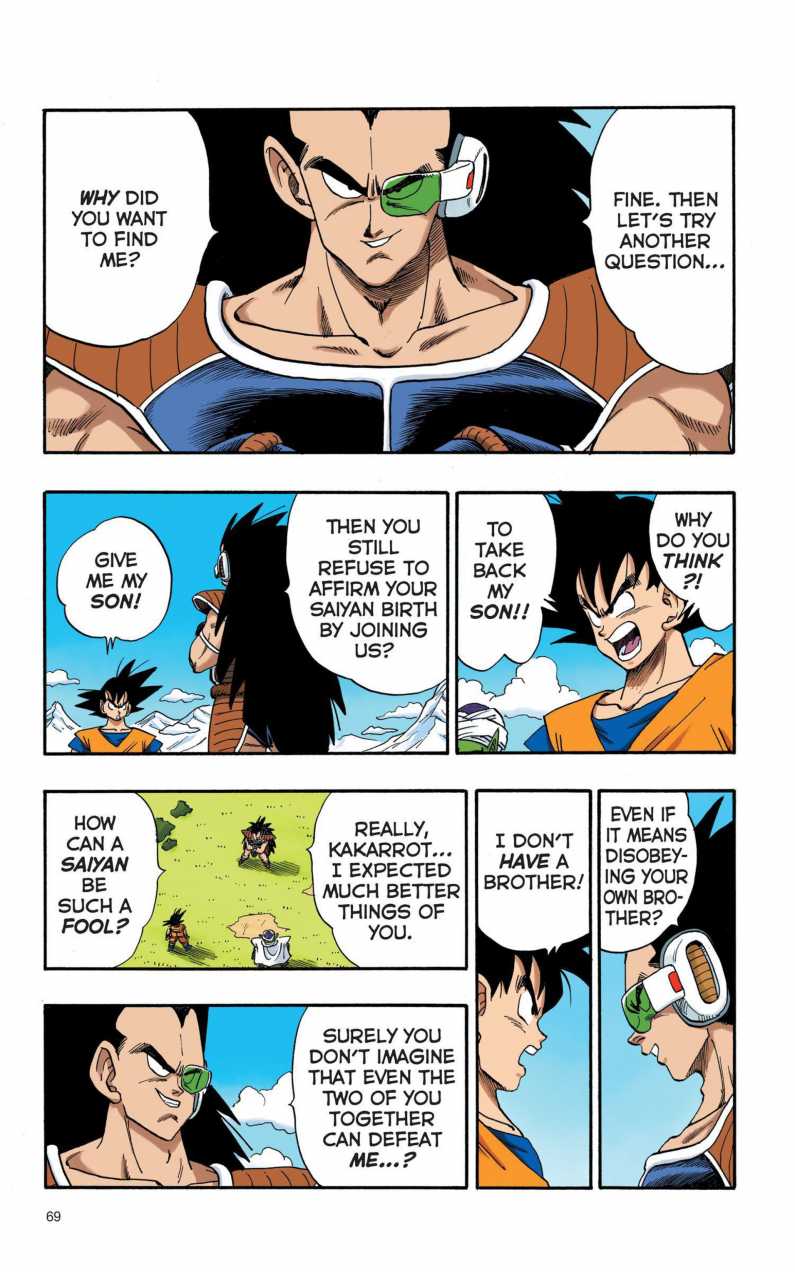 FINE. THEN
LET'S TRY
ANOTHER
QUESTION...
WHY DID
YOU WANT
TO FIND
ME?
WHY
DO YOU
THINK
?!
TO
TAKE
BACK
MY
SON!!
THEN YOU
STILL
REFUSE TO
AFFIRM YOUR
SAIYAN BIRTH
BY JOINING
US?
GIVE
ME MY
SON!
EVEN IF
IT MEANS
DISOBEY-
ING YOUR
OWN BRO-
THER?
I DON'T
HAVE A
BROTHER!
REALLY,
KAKARROT...
I EXPECTED
MUCH BETTER
THINGS OF
YOU.
HOW
CAN A
SAIYAN
BE
SUCH A
FOOL?
SURELY YOU
DON'T IMAGINE
THAT EVEN THE
TWO OF YOU
TOGETHER
CAN DEFEAT
ME...?
69